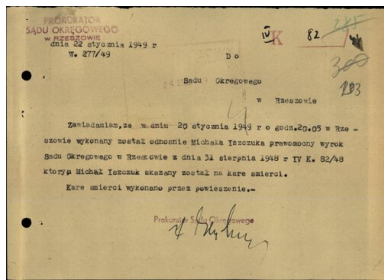 PROKURATOR
SĄDU OKRĘGOWEGO
W RZESZOWIE
dnia 22 stycznia 1949 r
W. 277/49
IV K 82
203
Do
Sądu Okręgowego
w Rzeszowie
Zawiadamiam, że w dniu 20 stycznia 1949 r o godz. 20.05 w Rze-
szowie wykonany został odnośnie Michała Iszczuka prawomocny wyrok
Sądu Okręgowego w Rzeszowie z dnia 31 sierpnia 1948 r IV K. 82/48
którym Michał Iszczuk skazany został na karę śmierci.
Karę śmierci wykonano przez powieszenie.-
Prokurator Sądu Okręgowego